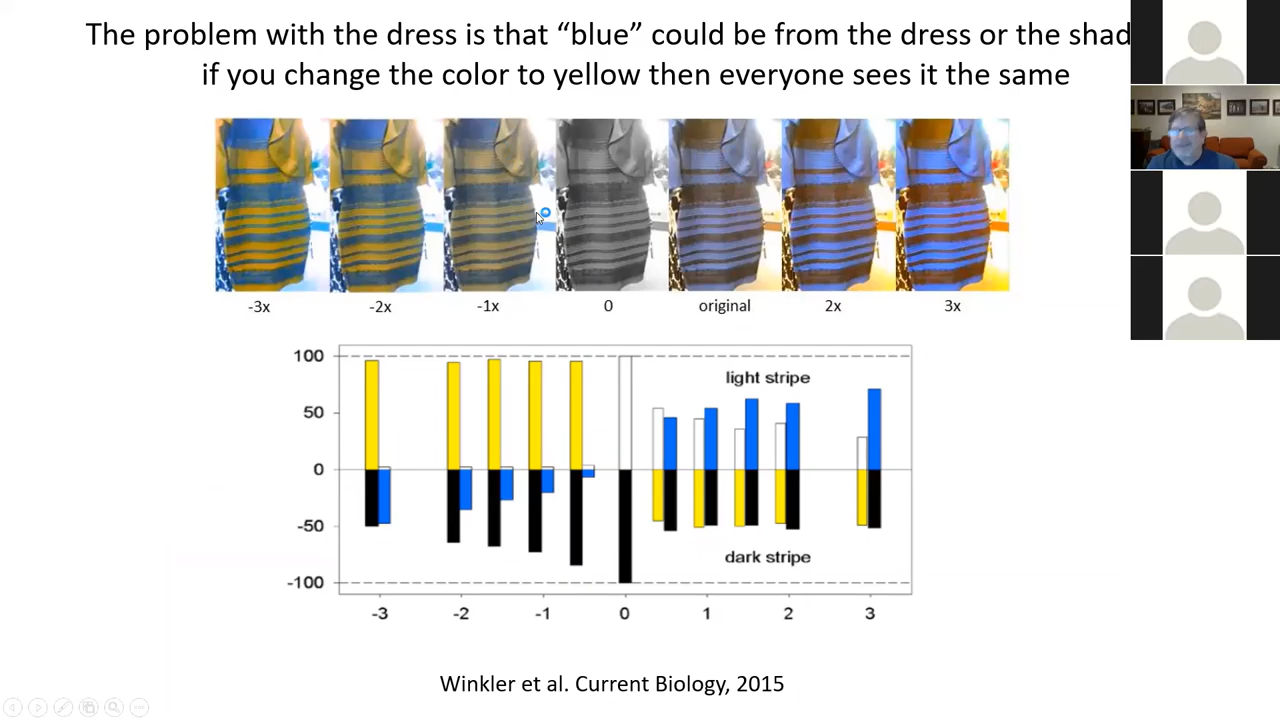 The problem with the dress is that “blue” could be from the dress or the shad
if you change the color to yellow then everyone sees it the same
-3x -2x -1x 0 original 2x 3x
100
light stripe
50
0
-50
dark stripe
-100
-3 -2 -1 0 1 2 3
Winkler et al. Current Biology, 2015